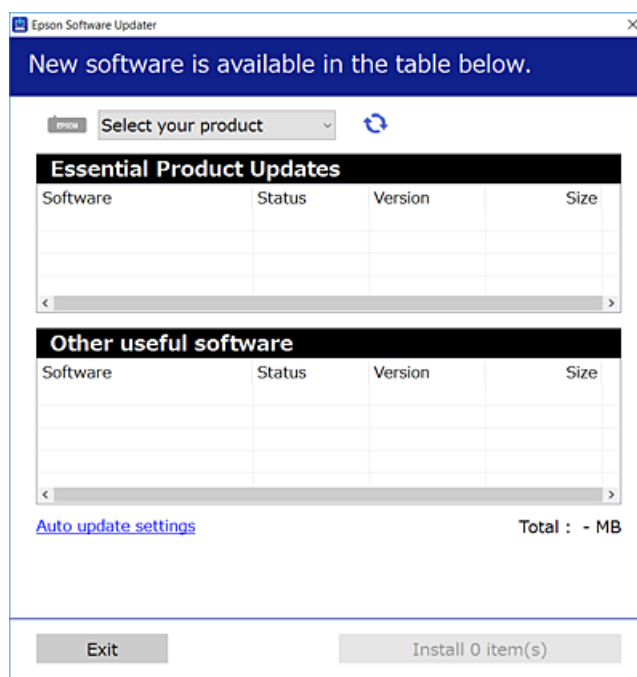 Epson Software Updater
New software is available in the table below.
EPSON Select your product
Essential Product Updates
Software Status Version Size
Other useful software
Software Status Version Size
Auto update settings Total : - MB
Exit Install 0 item(s)